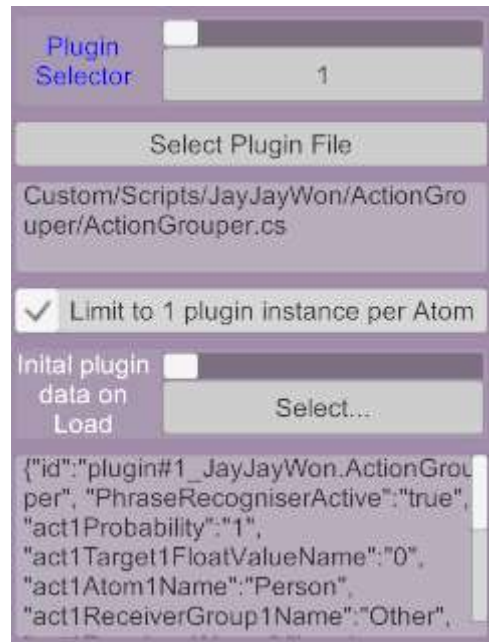 Plugin
Selector
1
Select Plugin File
Custom/Scripts/JayJayWon/ActionGro
uper/ActionGrouper.cs
Limit to 1 plugin instance per Atom
Inital plugin
data on
Load
Select...
{"id":"plugin#1_JayJayWon.ActionGrou
per", "PhraseRecogniserActive":"true",
"act1Probability":"1",
"act1Target1FloatValueName":"0",
"act1Atom1Name":"Person",
"act1ReceiverGroup1Name":"Other",